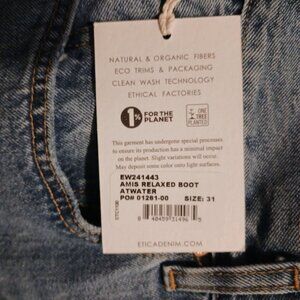 NATURAL & ORGANIC FIBERS
ECO TRIMS & PACKAGING
CLEAN WASH TECHNOLOGY
ETHICAL FACTORIES
1% FOR THE PLANET
ONE TREE PLANTED
This garment has undergone special processes
to ensure its production has a minimal impact
on the planet. Slight variations will occur.
May deposit some color onto light surfaces.
EW241443
AMIS RELAXED BOOT
ATWATER
PO# 01261-00 SIZE: 31
ETICADENIM.COM